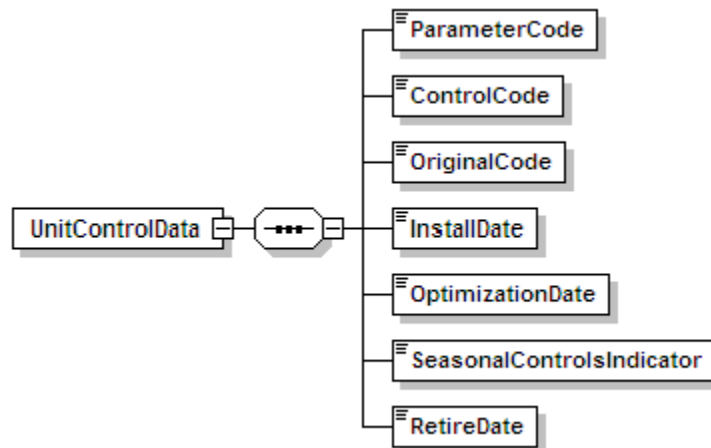 ParameterCode
ControlCode
OriginalCode
UnitControlData
InstallDate
OptimizationDate
SeasonalControlsIndicator
RetireDate